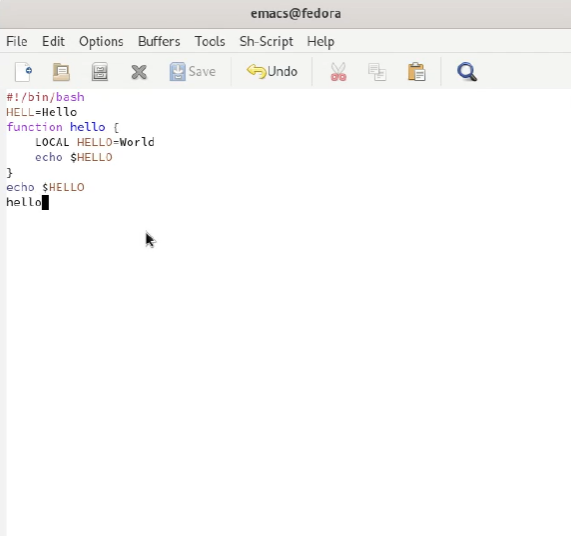 emacs@fedora
File Edit Options Buffers Tools Sh-Script Help
Save Undo
#!/bin/bash
HELL=Hello
function hello {
    LOCAL HELLO=World
    echo $HELLO
}
echo $HELLO
hello